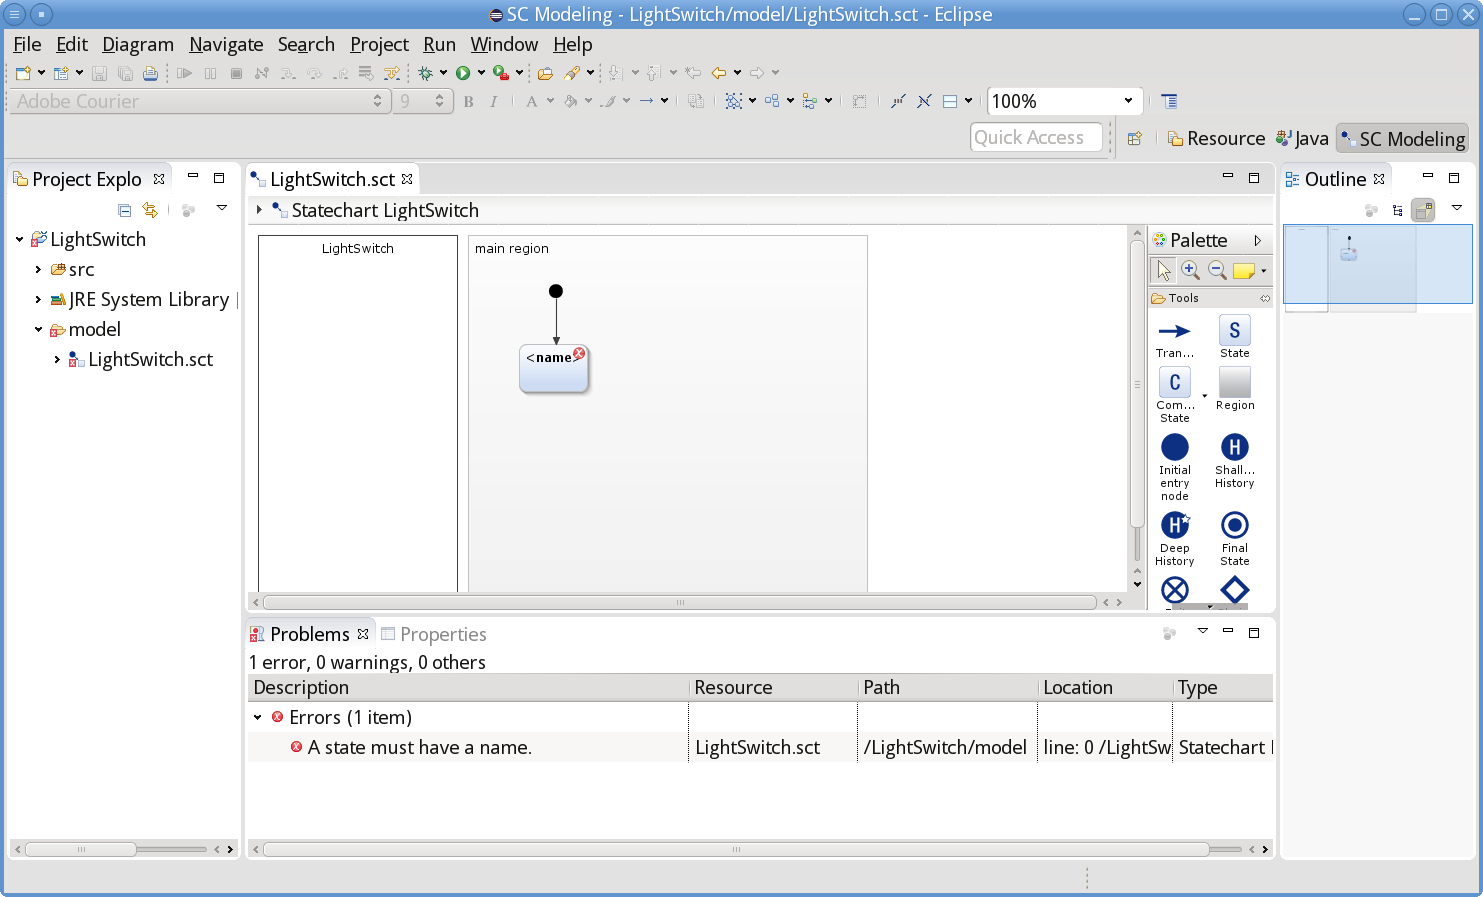 SC Modeling - LightSwitch/model/LightSwitch.sct - Eclipse
File Edit Diagram Navigate Search Project Run Window Help
Adobe Courier 9 B I A 100%
Quick Access Resource Java SC Modeling
Project Explo
LightSwitch
src
JRE System Library
model
LightSwitch.sct
LightSwitch.sct
Statechart LightSwitch
LightSwitch
main region
<name>
Palette
Tools
Tran... S State
C Com... State Region
Initial entry node H Shall... History
H Deep History Final State
Outline
Problems Properties
1 error, 0 warnings, 0 others
Description Resource Path Location Type
Errors (1 item)
A state must have a name. LightSwitch.sct /LightSwitch/model line: 0 /LightSw Statechart